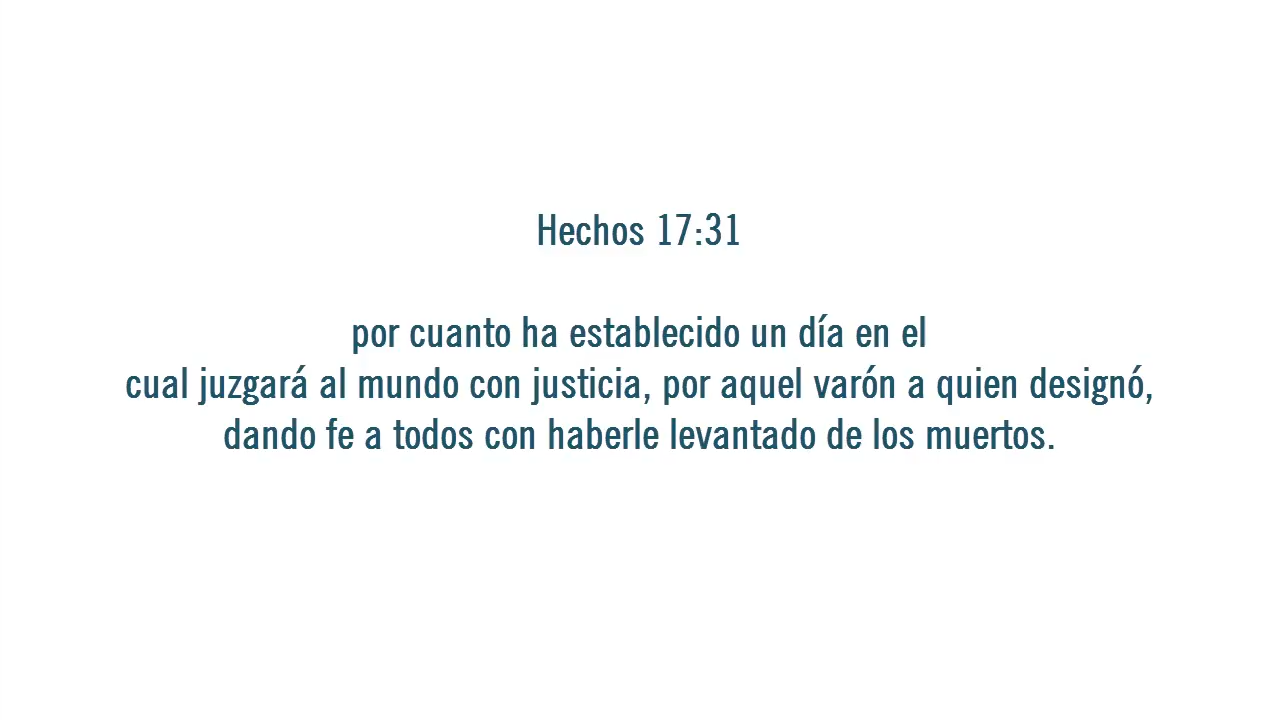 Hechos 17:31
por cuanto ha establecido un día en el
cual juzgará al mundo con justicia, por aquel varón a quien designó,
dando fe a todos con haberle levantado de los muertos.